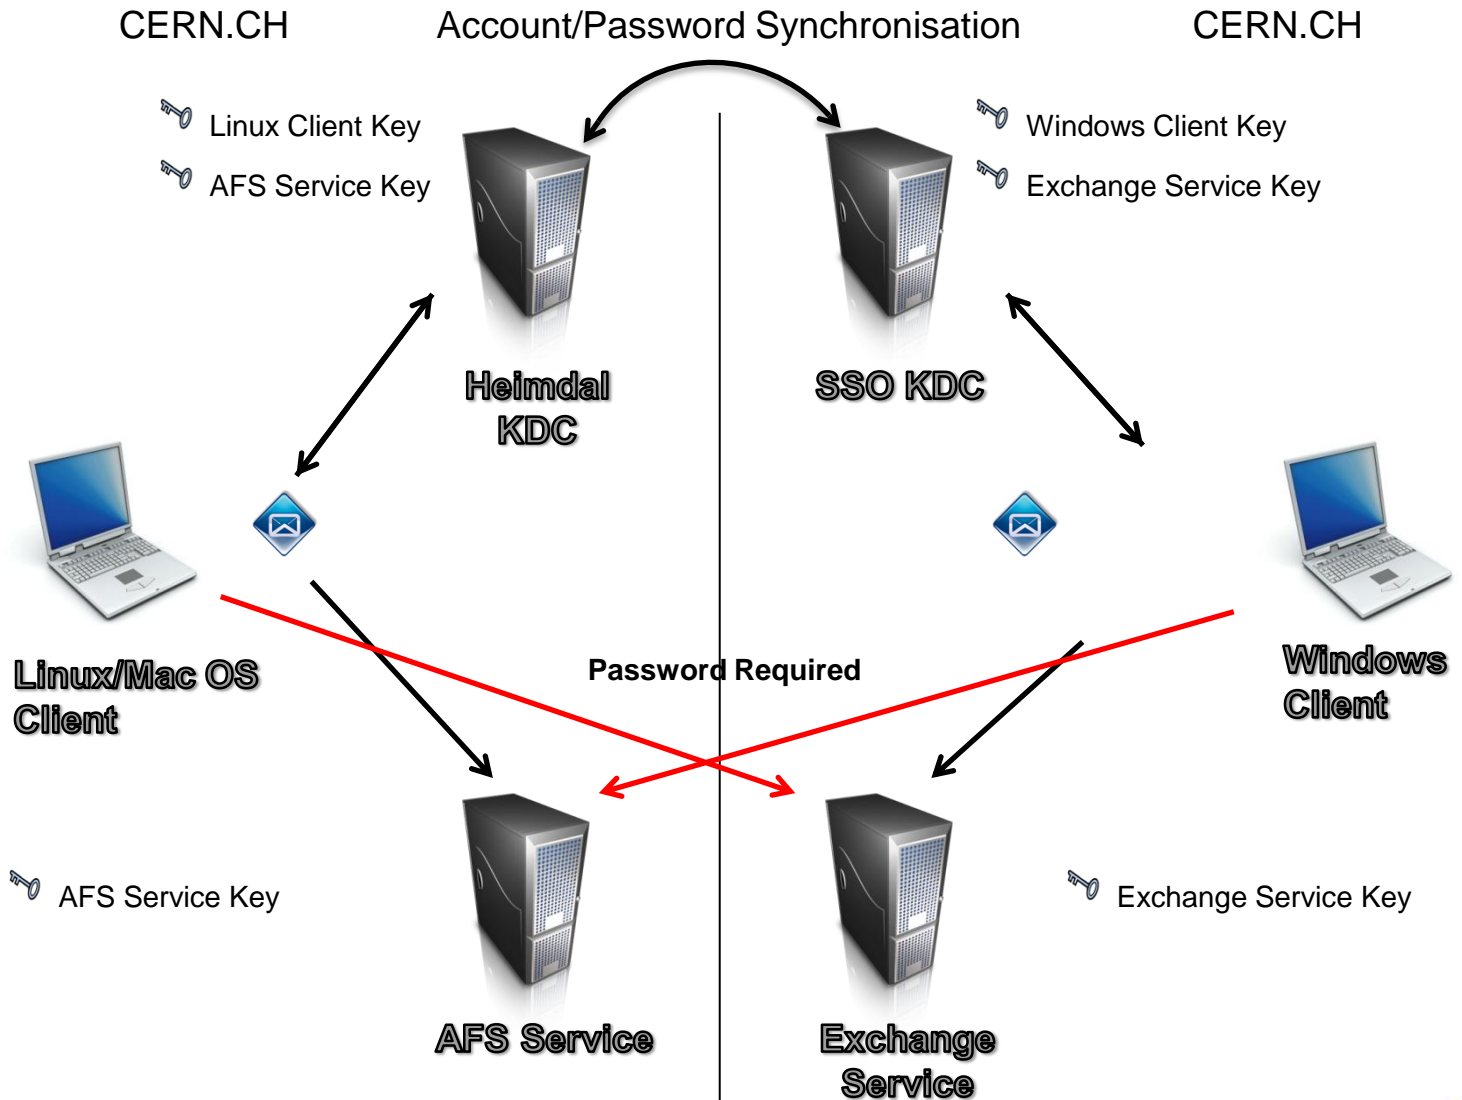 CERN.CH
Account/Password Synchronisation
CERN.CH
Linux Client Key
AFS Service Key
Windows Client Key
Exchange Service Key
Heimdal
KDC
SSO KDC
Linux/Mac OS
Client
Password Required
Windows
Client
AFS Service Key
Exchange Service Key
AFS Service
Exchange
Service